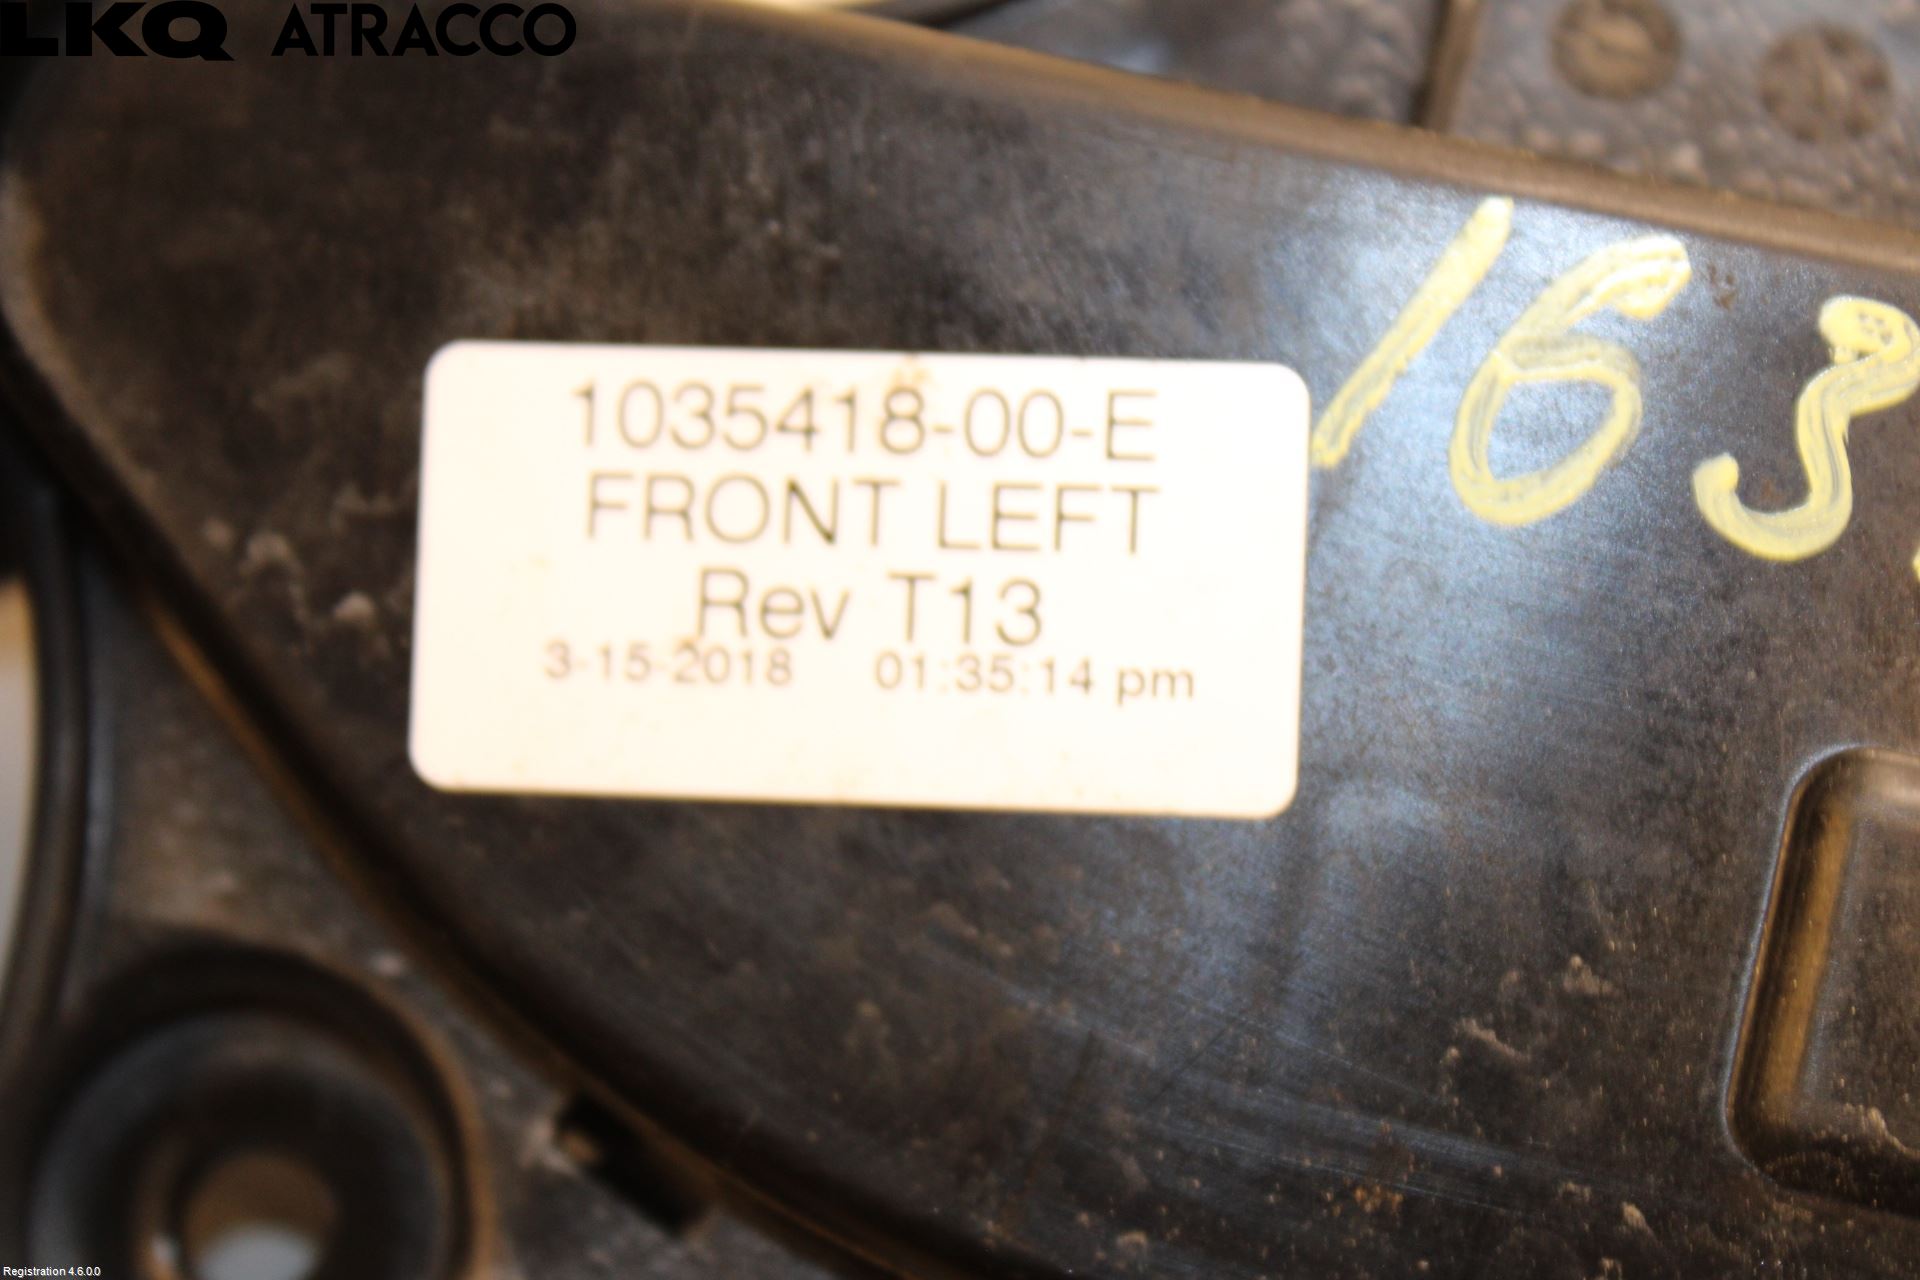 LKQ ATRACCO
163
1035418-00-E
FRONT LEFT
Rev T13
3-15-2018 01:35:14 pm
Registration 4.6.0.0